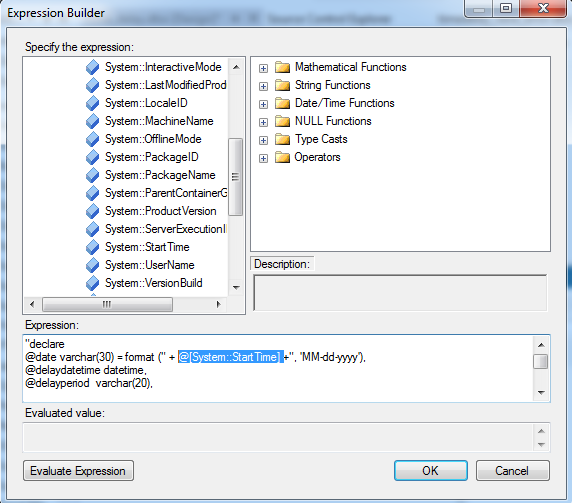 Expression Builder
Specify the expression:
System::InteractiveMode
System::LastModifiedProd
System::LocaleID
System::MachineName
System::OfflineMode
System::PackageID
System::PackageName
System::ParentContainerG
System::ProductVersion
System::ServerExecutionI
System::StartTime
System::UserName
System::VersionBuild
Mathematical Functions
String Functions
Date/Time Functions
NULL Functions
Type Casts
Operators
Description:
Expression:
"declare
@date varchar(30) = format (" + @[System::StartTime] +", 'MM-dd-yyyy'),
@delaydatetime datetime,
@delayperiod  varchar(20),
Evaluated value:
Evaluate Expression
OK
Cancel